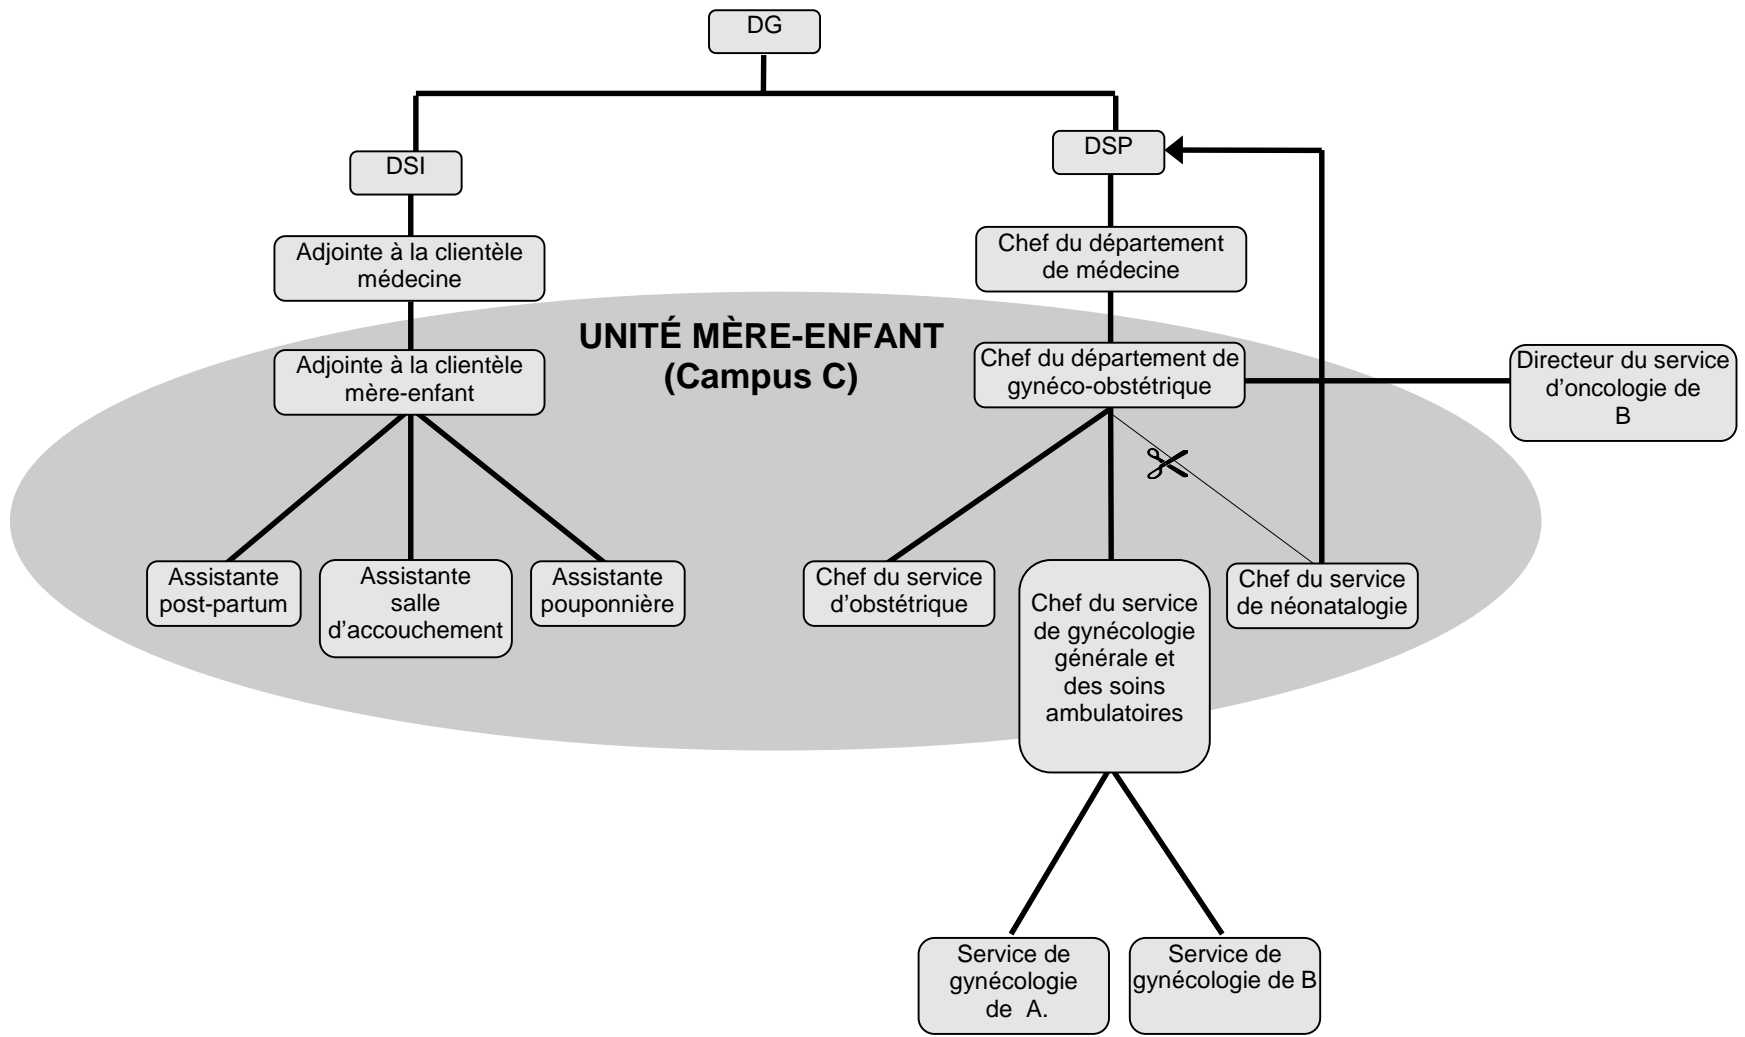 DG
DSI
DSP
Adjointe à la clientèle
médecine
Chef du département
de médecine
UNITÉ MÈRE-ENFANT
(Campus C)
Adjointe à la clientèle
mère-enfant
Chef du département de
gynéco-obstétrique
Directeur du service
d’oncologie de
B
Assistante
post-partum
Assistante
salle
d’accouchement
Assistante
pouponnière
Chef du service
d’obstétrique
Chef du service
de gynécologie
générale et
des soins
ambulatoires
Chef du service
de néonatalogie
Service de
gynécologie
de A.
Service de
gynécologie de B